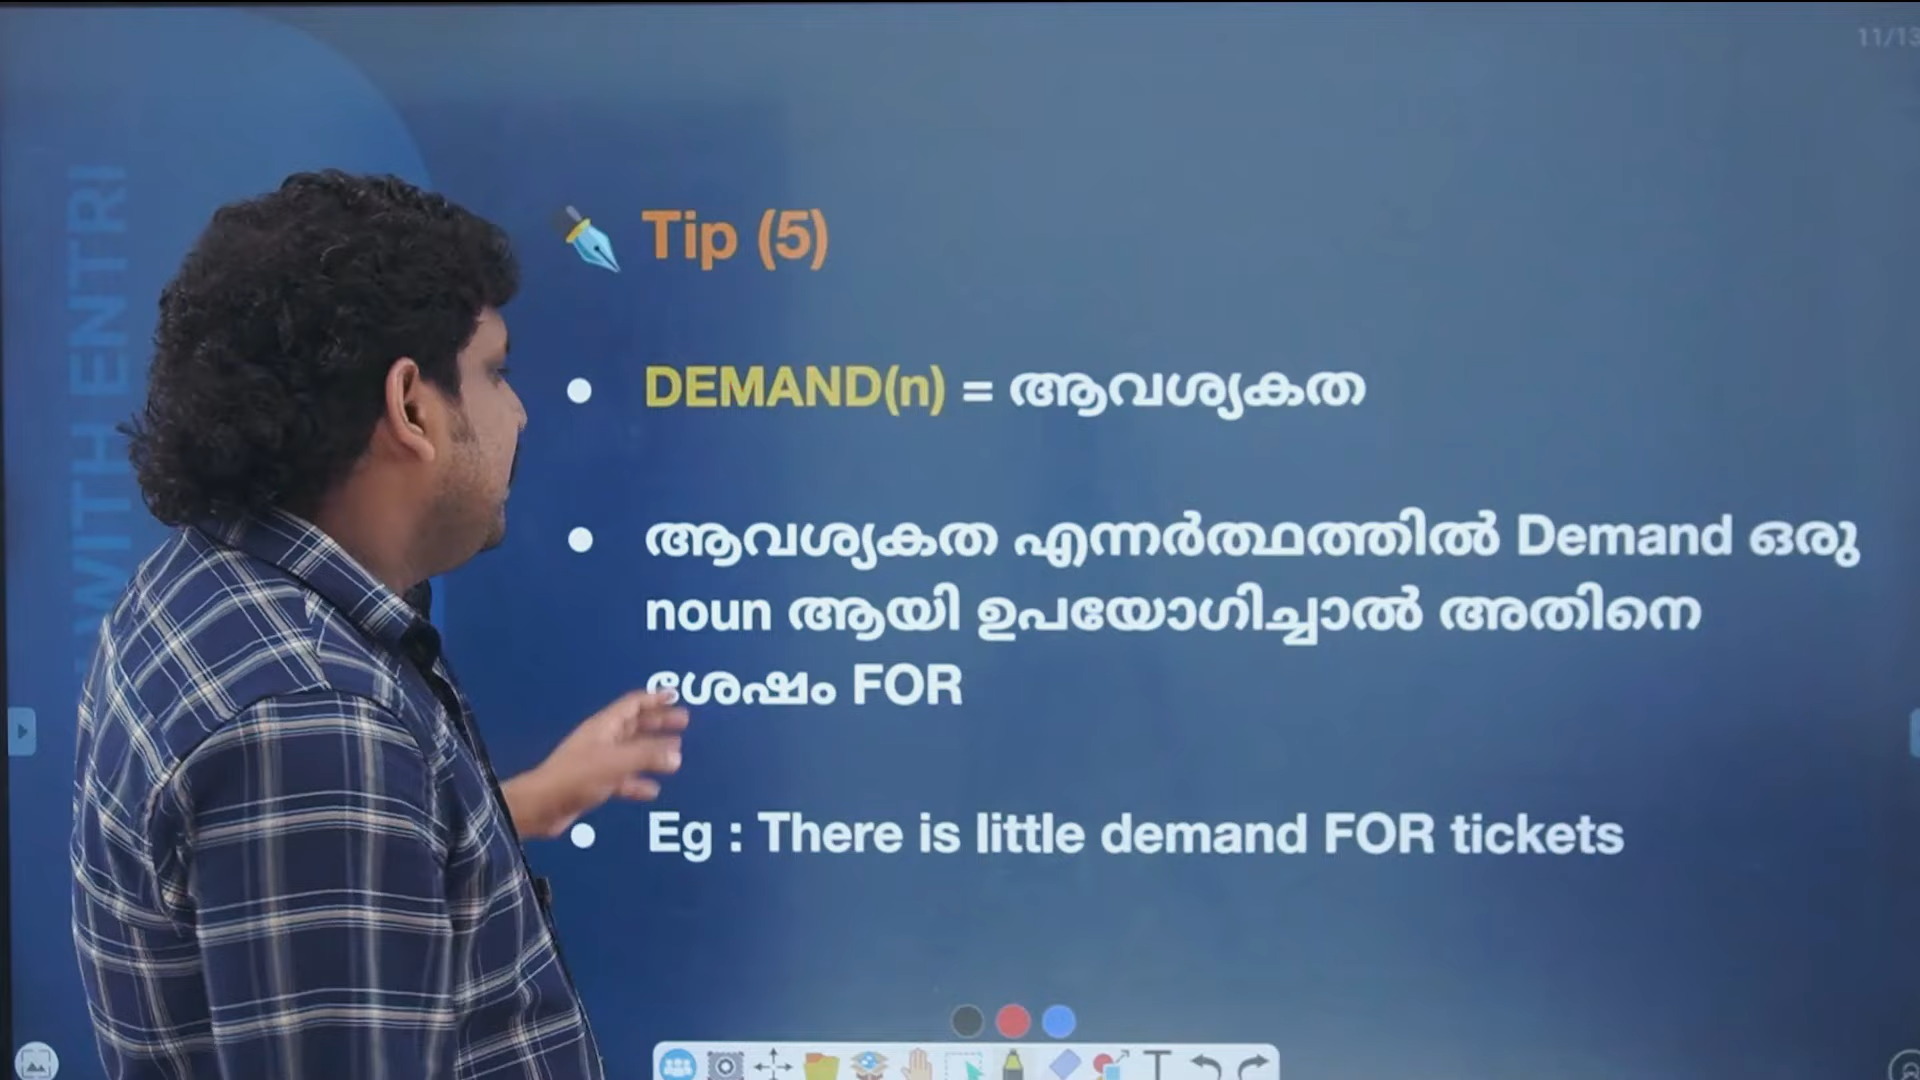 11/13
WITH ENTRI
Tip (5)
DEMAND(n) = ആവശ്യകത
ആവശ്യകത എന്നർത്ഥത്തിൽ Demand ഒരു
noun ആയി ഉപയോഗിച്ചാൽ അതിനെ
ശേഷം FOR
Eg : There is little demand FOR tickets